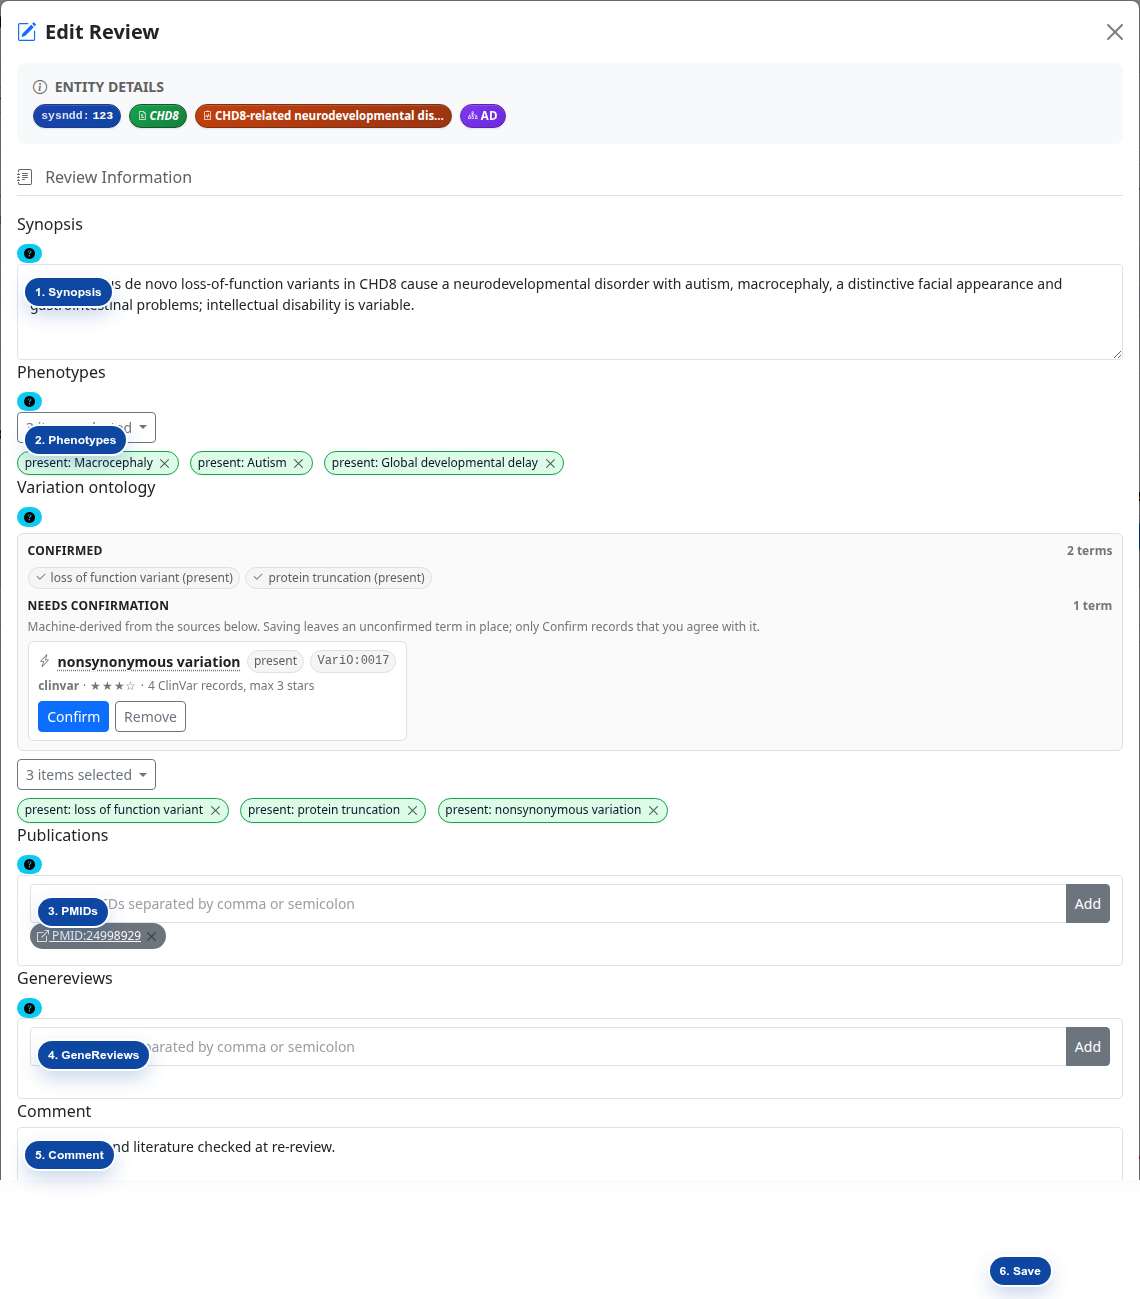 Edit Review
ENTITY DETAILS
sysndd: 123 CHD8 CHD8-related neurodevelopmental dis... AD
Review Information
Synopsis
1. Synopsis
s de novo loss-of-function variants in CHD8 cause a neurodevelopmental disorder with autism, macrocephaly, a distinctive facial appearance and
gastrointestinal problems; intellectual disability is variable.
Phenotypes
2. Phenotypes
present: Macrocephaly present: Autism present: Global developmental delay
Variation ontology
CONFIRMED 2 terms
loss of function variant (present) protein truncation (present)
NEEDS CONFIRMATION 1 term
Machine-derived from the sources below. Saving leaves an unconfirmed term in place; only Confirm records that you agree with it.
nonsynonymous variation present VariO:0017
clinvar · ★★★☆ · 4 ClinVar records, max 3 stars
Confirm Remove
3 items selected
present: loss of function variant present: protein truncation present: nonsynonymous variation
Publications
3. PMIDs
separated by comma or semicolon Add
PMID:24998929
Genereviews
4. GeneReviews
by comma or semicolon Add
Comment
5. Comment
literature checked at re-review.
6. Save